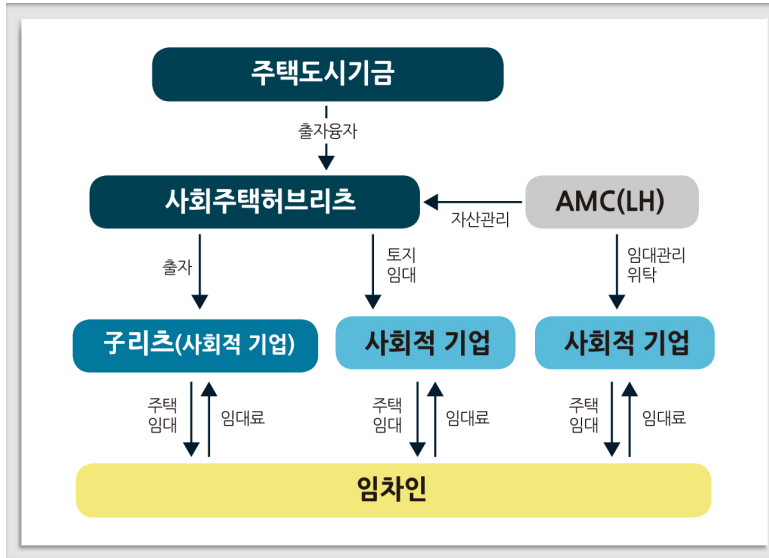 주택도시기금
출자융자
사회주택허브리츠
AMC(LH)
자산관리
출자
토지
임대
임대관리
위탁
子리츠(사회적 기업)
사회적 기업
사회적 기업
주택
임대
임대료
주택
임대
임대료
주택
임대
임대료
임차인